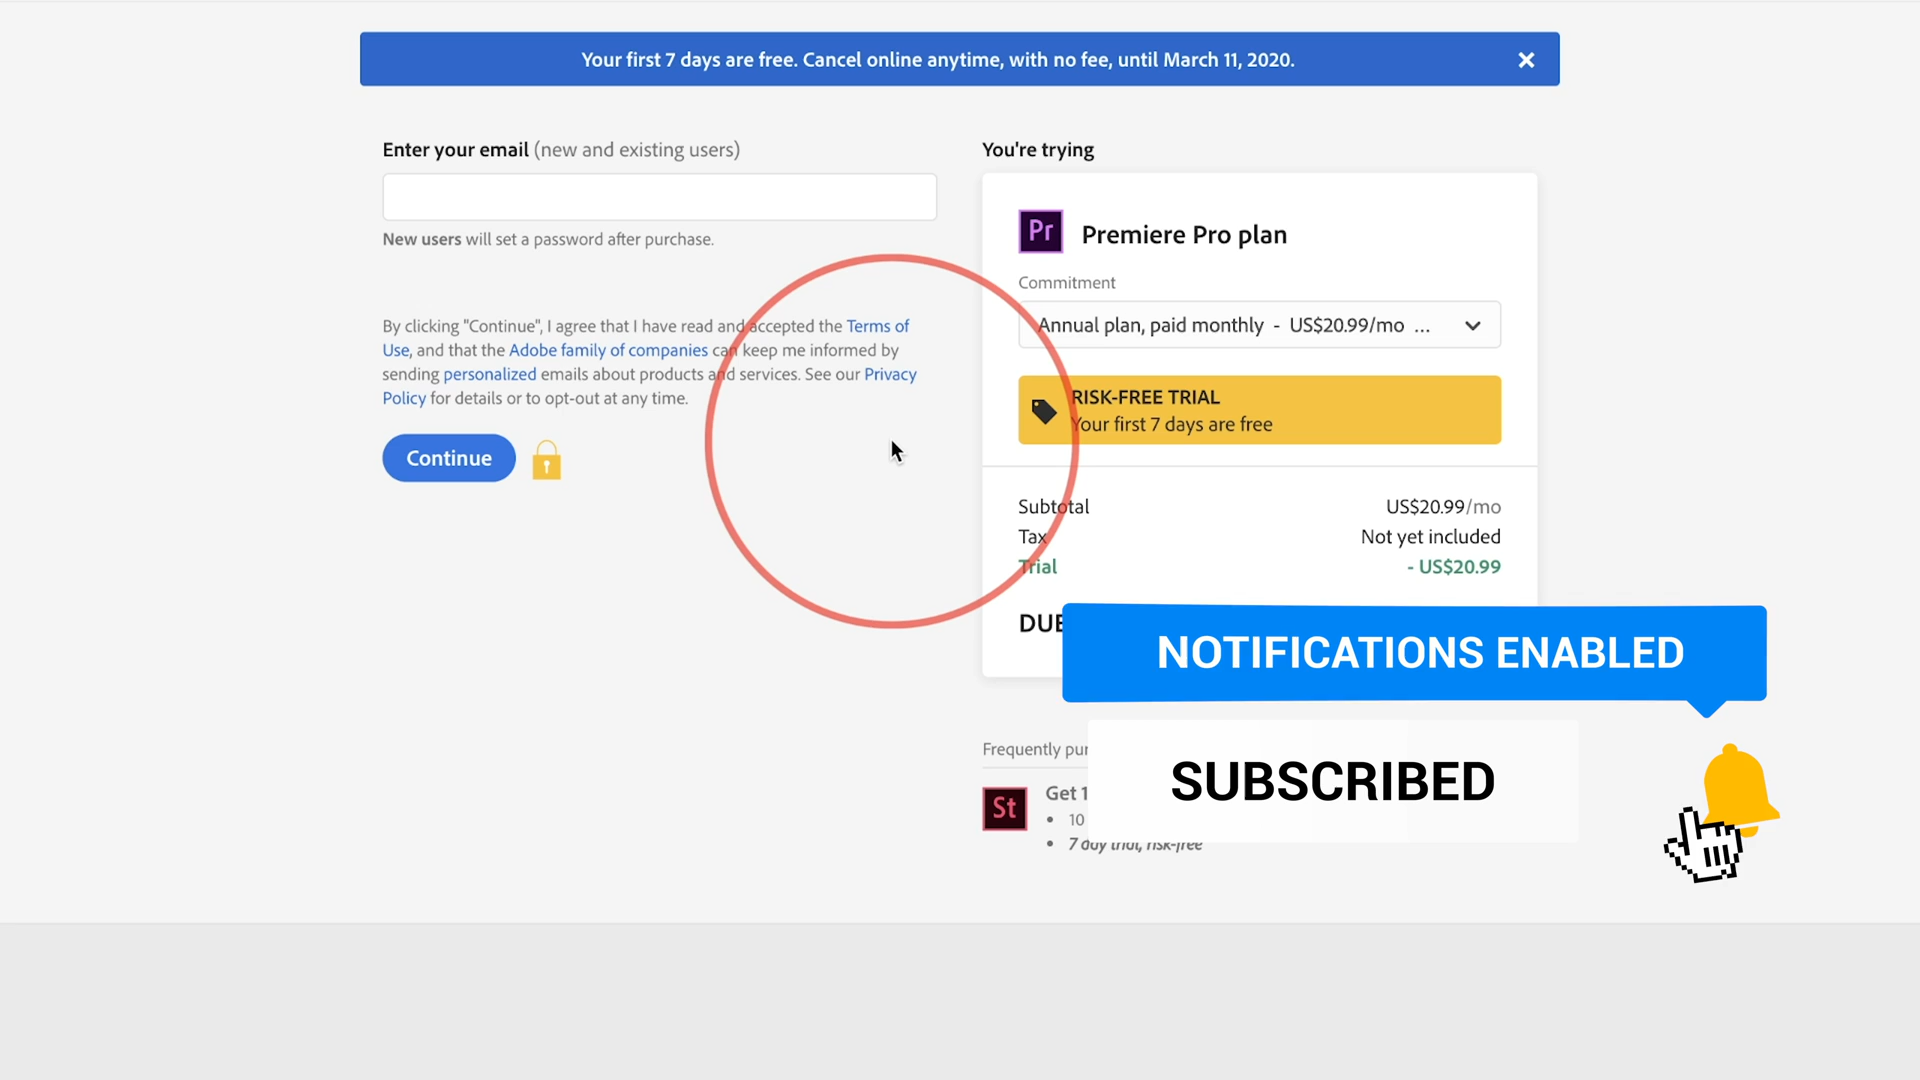 Your first 7 days are free. Cancel online anytime, with no fee, until March 11, 2020.
Enter your email (new and existing users)
New users will set a password after purchase.
By clicking "Continue", I agree that I have read and accepted the Terms of
Use, and that the Adobe family of companies can keep me informed by
sending personalized emails about products and services. See our Privacy
Policy for details or to opt-out at any time.
Continue
You're trying
Pr
Premiere Pro plan
Commitment
Annual plan, paid monthly - US$20.99/mo ...
RISK-FREE TRIAL
Your first 7 days are free
Subtotal US$20.99/mo
Tax Not yet included
Trial - US$20.99
DUE
NOTIFICATIONS ENABLED
Frequently
SUBSCRIBED
St
Get 1
10
7 day trial, risk-free